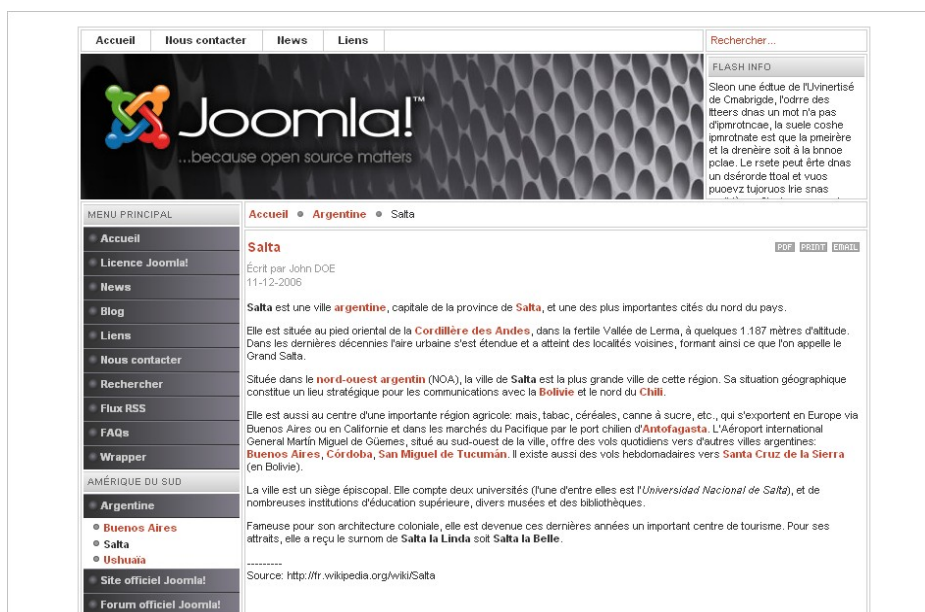 Accueil
Nous contacter
News
Liens
Rechercher...
Joomla!™
...because open source matters
FLASH INFO
Sleon une édtue de l'Uvinertisé
de Cmabrigde, l'odrre des
ltteers dnas un mot n'a pas
d'ipmrotncae, la suele coshe
ipmrotnate est que la pmeirère
et la drenèire soit à la bnnoe
pclae. Le rsete peut êrte dnas
un dsérorde ttoal et vuos
puoevz tujoruos lrie snas
MENU PRINCIPAL
Accueil
Licence Joomla!
News
Blog
Liens
Nous contacter
Rechercher
Flux RSS
FAQs
Wrapper
AMÉRIQUE DU SUD
Argentine
Buenos Aires
Salta
Ushuaïa
Site officiel Joomla!
Forum officiel Joomla!
Accueil Argentine Salta
Salta
PDF PRINT EMAIL
Écrit par John DOE
11-12-2006
Salta est une ville argentine, capitale de la province de Salta, et une des plus importantes cités du nord du pays.
Elle est située au pied oriental de la Cordillère des Andes, dans la fertile Vallée de Lerma, à quelques 1.187 mètres d'altitude.
Dans les dernières décennies l'aire urbaine s'est étendue et a atteint des localités voisines, formant ainsi ce que l'on appelle le
Grand Salta.
Située dans le nord-ouest argentin (NOA), la ville de Salta est la plus grande ville de cette région. Sa situation géographique
constitue un lieu stratégique pour les communications avec la Bolivie et le nord du Chili.
Elle est aussi au centre d'une importante région agricole: mais, tabac, céréales, canne à sucre, etc., qui s'exportent en Europe via
Buenos Aires ou en Californie et dans les marchés du Pacifique par le port chilien d'Antofagasta. L'Aéroport international
General Martín Miguel de Güemes, situé au sud-ouest de la ville, offre des vols quotidiens vers d'autres villes argentines:
Buenos Aires, Córdoba, San Miguel de Tucumán. Il existe aussi des vols hebdomadaires vers Santa Cruz de la Sierra
(en Bolivie).
La ville est un siège épiscopal. Elle compte deux universités (l'une d'entre elles est l'Universidad Nacional de Salta), et de
nombreuses institutions d'éducation supérieure, divers musées et des bibliothèques.
Fameuse pour son architecture coloniale, elle est devenue ces dernières années un important centre de tourisme. Pour ses
attraits, elle a reçu le surnom de Salta la Linda soit Salta la Belle.
---------
Source: http://fr.wikipedia.org/wiki/Salta